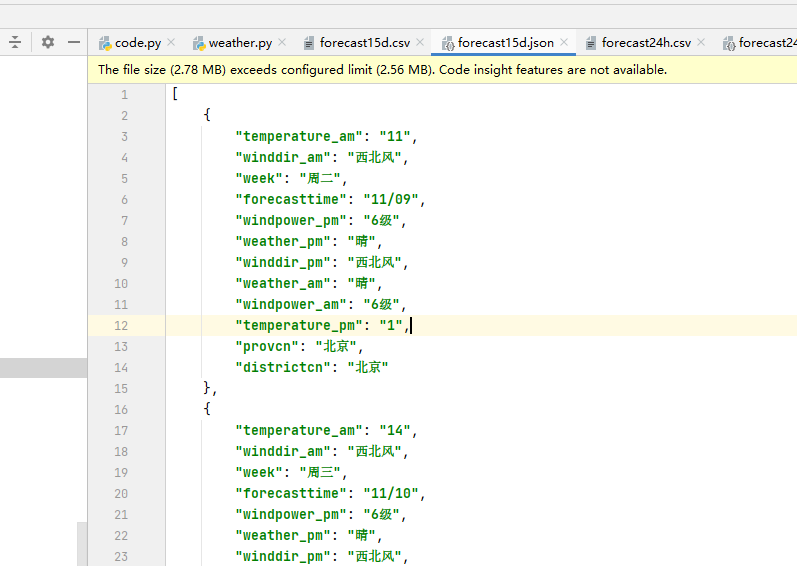 code.py weather.py forecast15d.csv forecast15d.json forecast24h.csv forecast24
The file size (2.78 MB) exceeds configured limit (2.56 MB). Code insight features are not available.
1 [
2 {
3 "temperature_am": "11",
4 "winddir_am": "西北风",
5 "week": "周二",
6 "forecasttime": "11/09",
7 "windpower_pm": "6级",
8 "weather_pm": "晴",
9 "winddir_pm": "西北风",
10 "weather_am": "晴",
11 "windpower_am": "6级",
12 "temperature_pm": "1",
13 "provcn": "北京",
14 "districtcn": "北京"
15 },
16 {
17 "temperature_am": "14",
18 "winddir_am": "西北风",
19 "week": "周三",
20 "forecasttime": "11/10",
21 "windpower_pm": "6级",
22 "weather_pm": "晴",
23 "winddir_pm": "西北风",